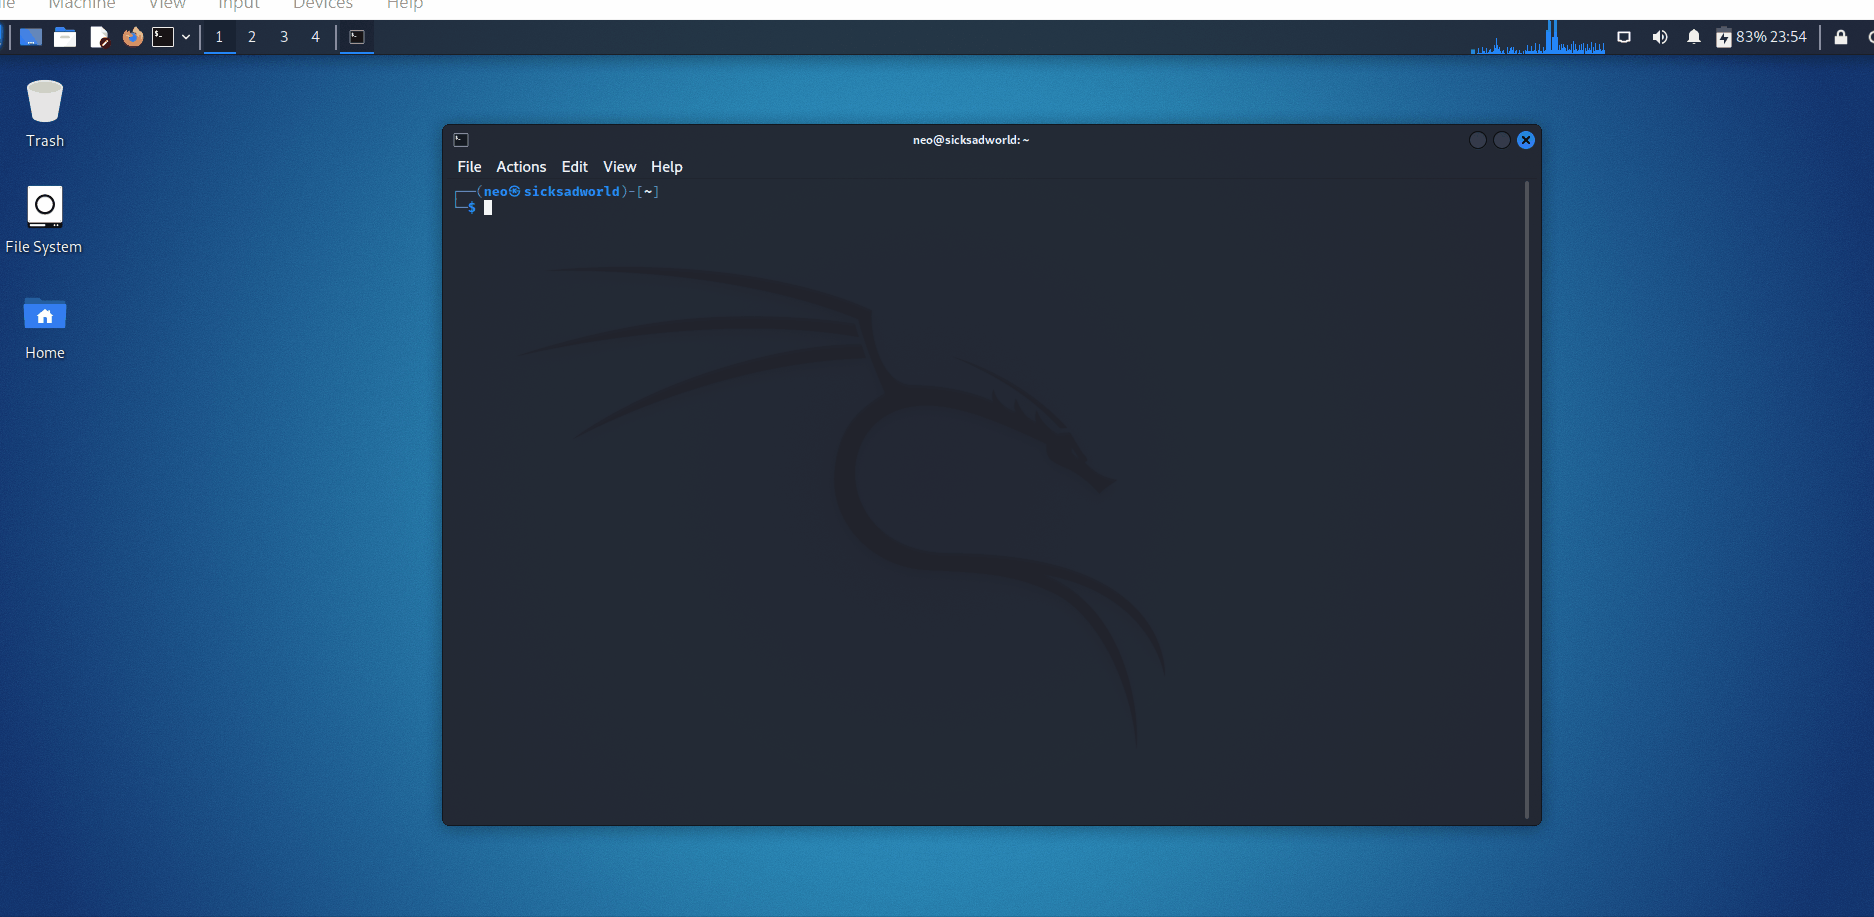 Machine View Input Devices Help
1 2 3 4 83% 23:54
Trash
File System
Home
neo@sicksadworld:~
File Actions Edit View Help
┌──(neo㉿sicksadworld)-[~]
└─$